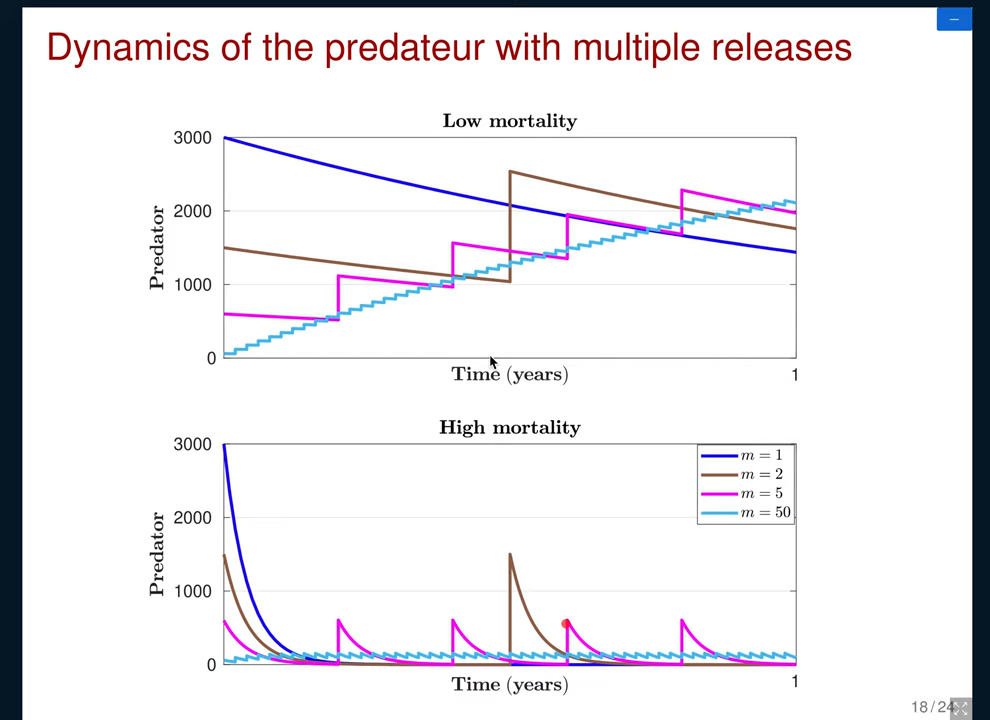 Dynamics of the predateur with multiple releases
Low mortality
3000
2000
1000
0
Predator
Time (years)
1
High mortality
3000
2000
1000
0
Predator
m = 1
m = 2
m = 5
m = 50
Time (years)
1
18 / 24